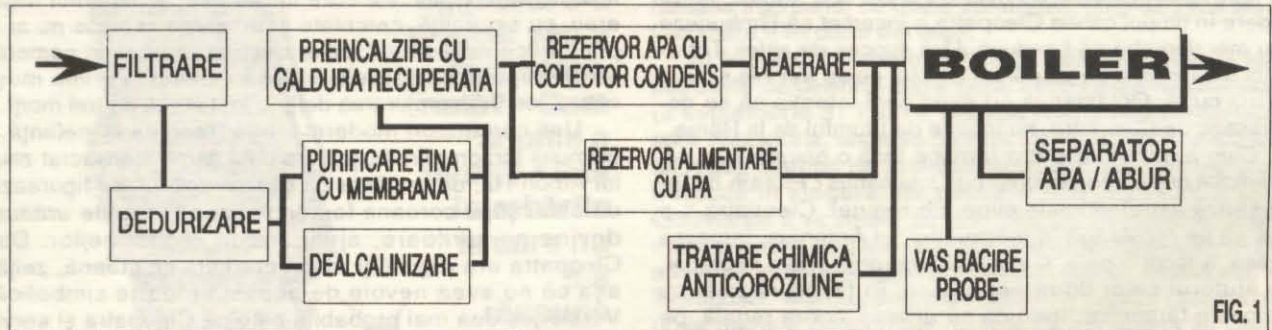 FILTRARE
PREINCALZIRE CU
CALDURA RECUPERATA
REZERVOR APA CU
COLECTOR CONDENS
DEAERARE
BOILER
PURIFICARE FINA
CU MEMBRANA
REZERVOR ALIMENTARE
CU APA
SEPARATOR
APA / ABUR
DEDURIZARE
DEALCALINIZARE
TRATARE CHIMICA
ANTICOROZIUNE
VAS RACIRE
PROBE
FIG. 1